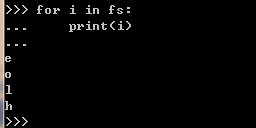 >>> for i in fs:
...     print(i)
...
e
o
l
h
>>>